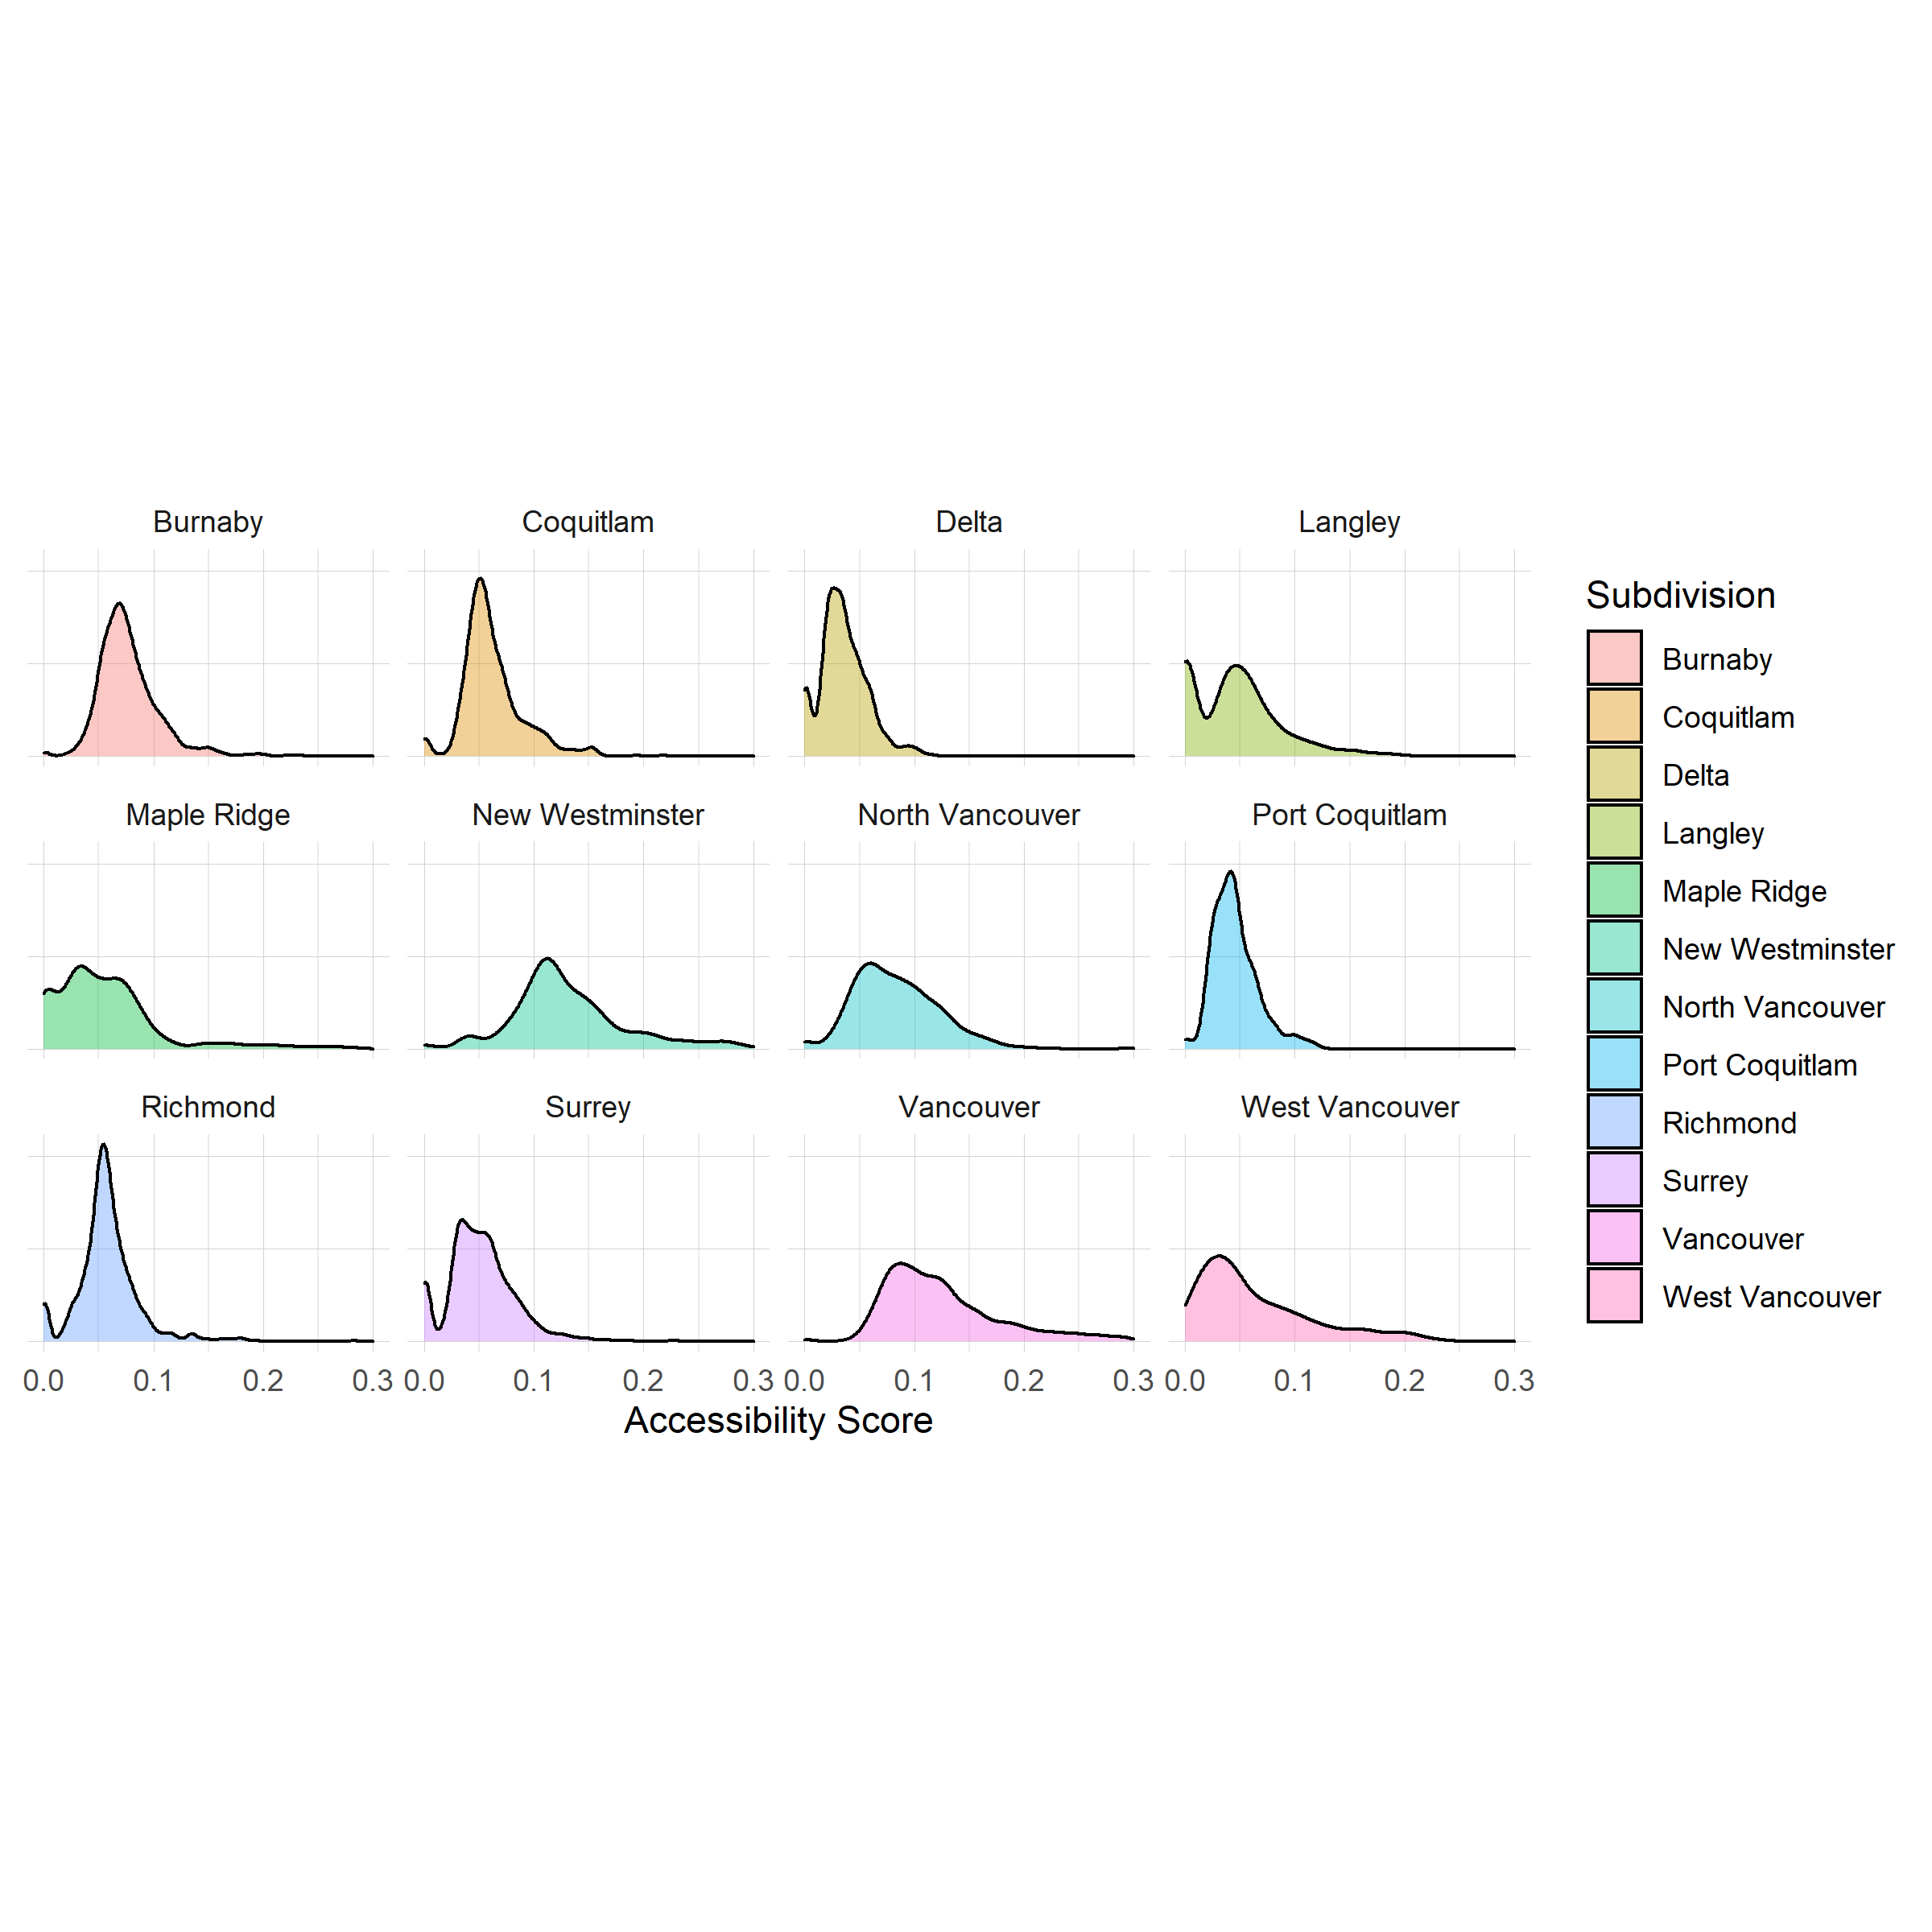 Burnaby
Coquitlam
Delta
Langley
Maple Ridge
New Westminster
North Vancouver
Port Coquitlam
Richmond
Surrey
Vancouver
West Vancouver
0.0 0.1 0.2 0.3
0.0 0.1 0.2 0.3
0.0 0.1 0.2 0.3
0.0 0.1 0.2 0.3
Accessibility Score
Subdivision
Burnaby
Coquitlam
Delta
Langley
Maple Ridge
New Westminster
North Vancouver
Port Coquitlam
Richmond
Surrey
Vancouver
West Vancouver